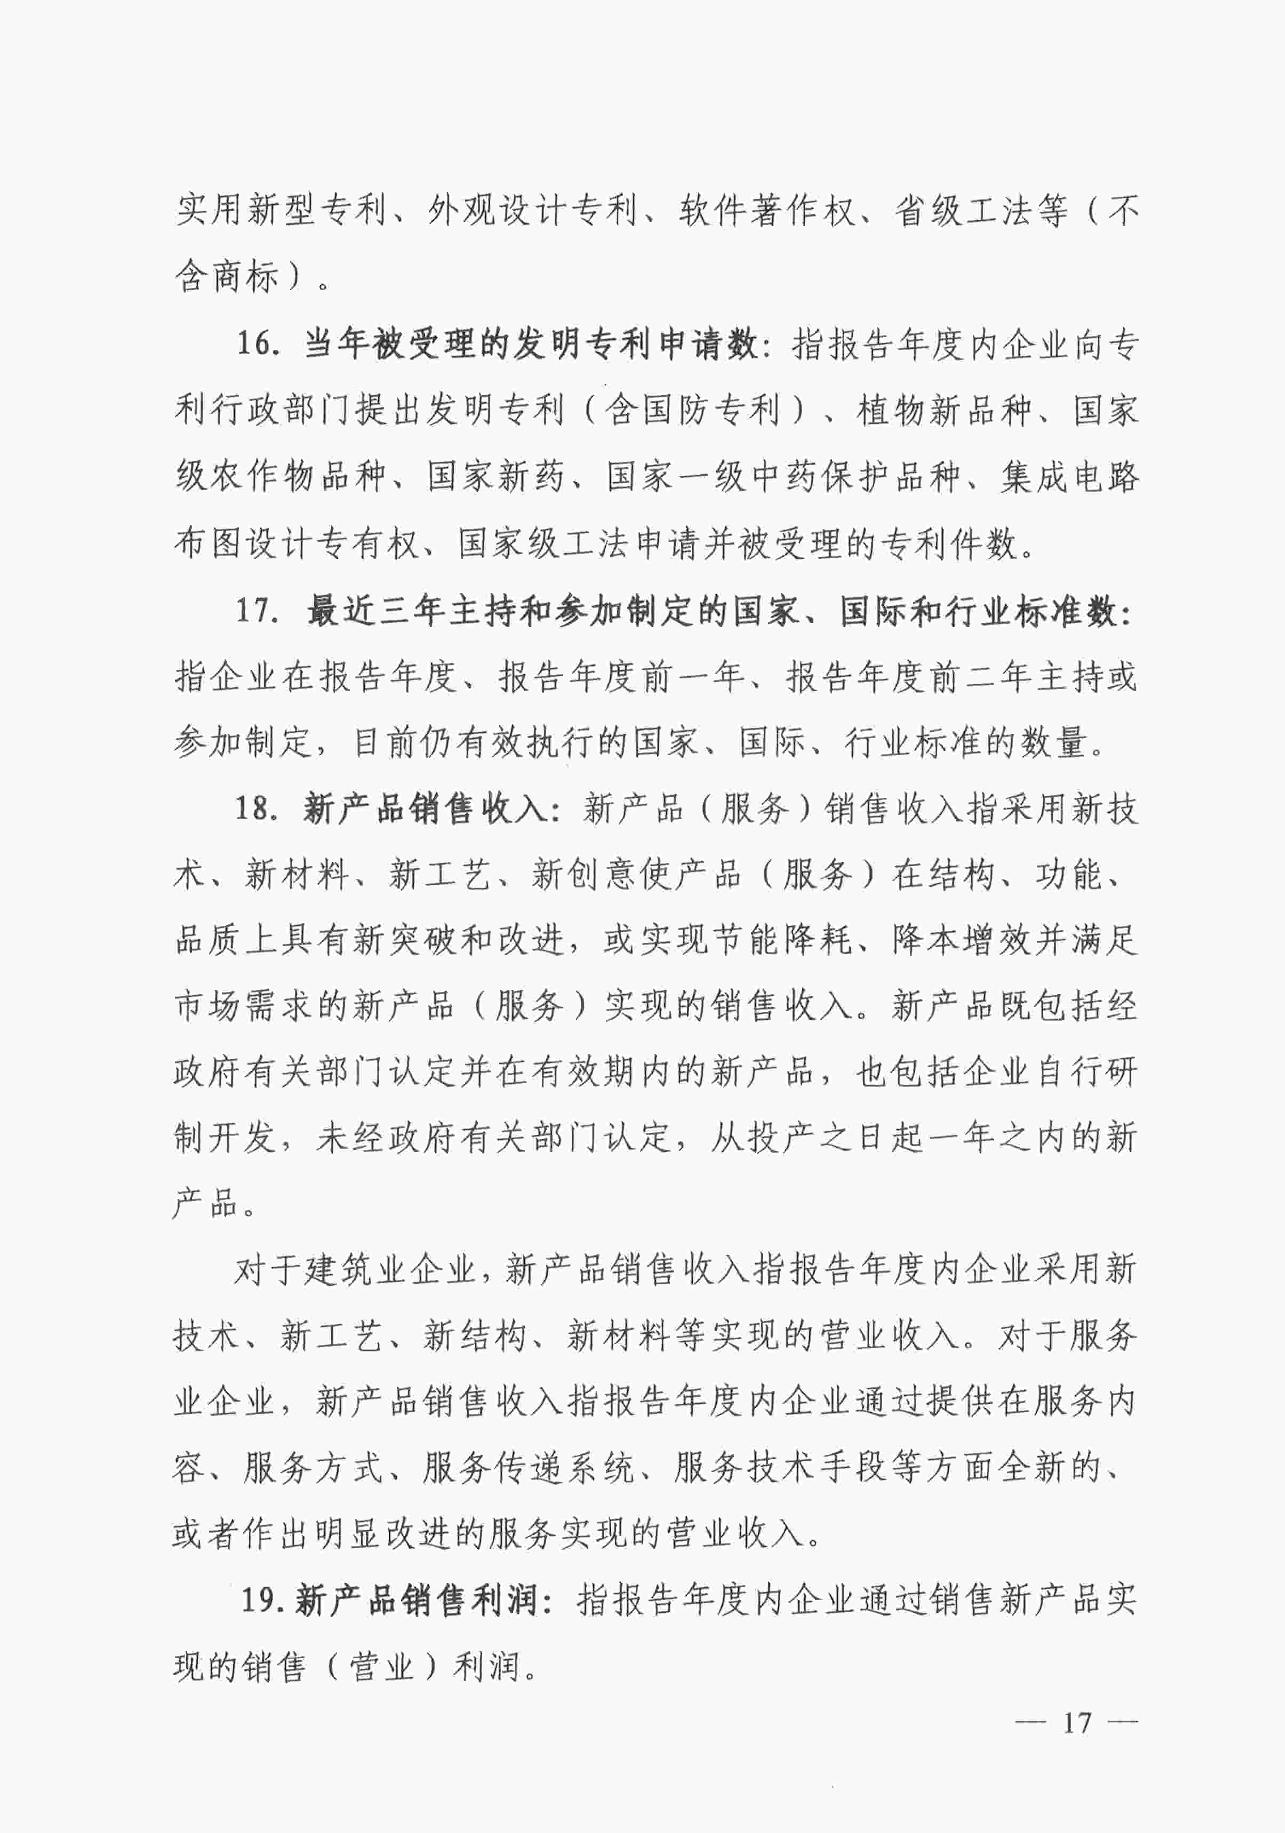 实用新型专利、外观设计专利、软件著作权、省级工法等（不
含商标）。
16. 当年被受理的发明专利申请数：指报告年度内企业向专
利行政部门提出发明专利（含国防专利）、植物新品种、国家
级农作物品种、国家新药、国家一级中药保护品种、集成电路
布图设计专有权、国家级工法申请并被受理的专利件数。
17. 最近三年主持和参加制定的国家、国际和行业标准数：
指企业在报告年度、报告年度前一年、报告年度前二年主持或
参加制定，目前仍有效执行的国家、国际、行业标准的数量。
18. 新产品销售收入：新产品（服务）销售收入指采用新技
术、新材料、新工艺、新创意使产品（服务）在结构、功能、
品质上具有新突破和改进，或实现节能降耗、降本增效并满足
市场需求的新产品（服务）实现的销售收入。新产品既包括经
政府有关部门认定并在有效期内的新产品，也包括企业自行研
制开发，未经政府有关部门认定，从投产之日起一年之内的新
产品。
对于建筑业企业，新产品销售收入指报告年度内企业采用新
技术、新工艺、新结构、新材料等实现的营业收入。对于服务
业企业，新产品销售收入指报告年度内企业通过提供在服务内
容、服务方式、服务传递系统、服务技术手段等方面全新的、
或者作出明显改进的服务实现的营业收入。
19. 新产品销售利润：指报告年度内企业通过销售新产品实
现的销售（营业）利润。
— 17 —